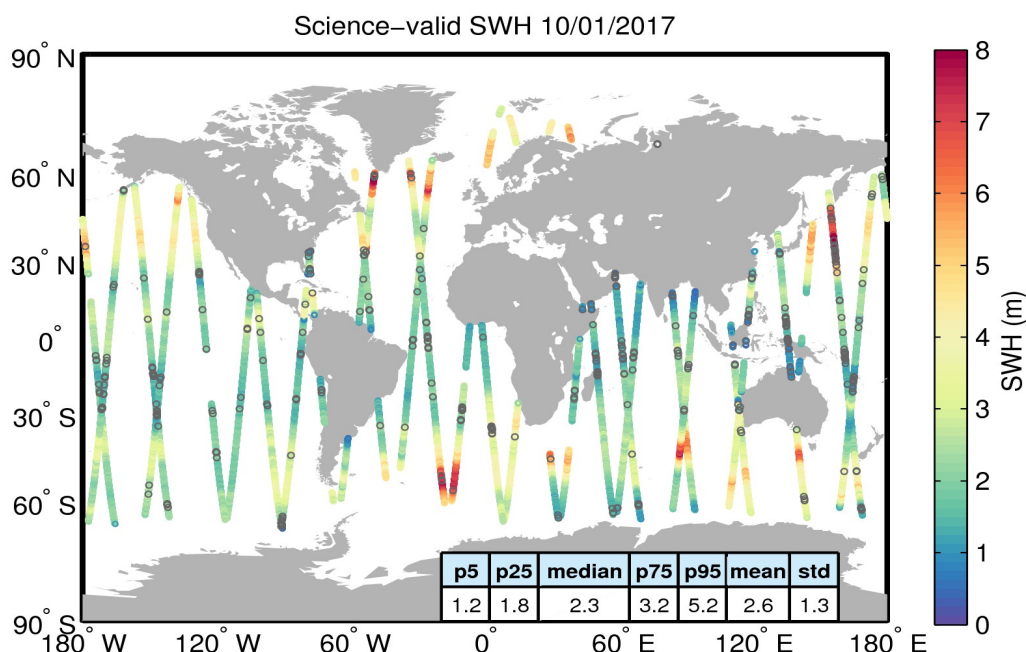 Science−valid SWH 10/01/2017
90° N
60° N
30° N
0°
30° S
60° S
90° S
180° W
120° W
60° W
0°
60° E
120° E
180° E
p5 p25 median p75 p95 mean std
1.2 1.8 2.3 3.2 5.2 2.6 1.3
8
7
6
5
4
3
2
1
0
SWH (m)